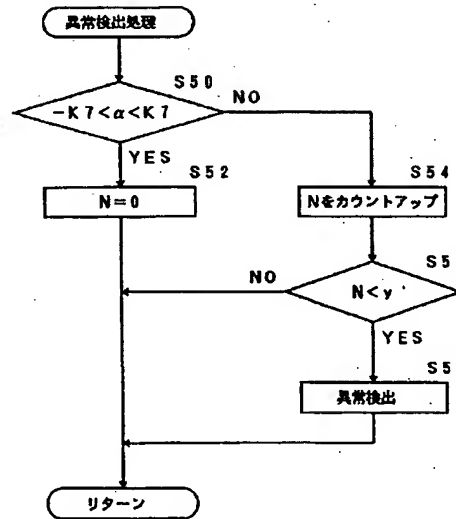 異常検出処理
S50
−K7<α<K7
NO
YES
S52
N=0
S54
Nをカウントアップ
S5
N<y
NO
YES
S5
異常検出
リターン